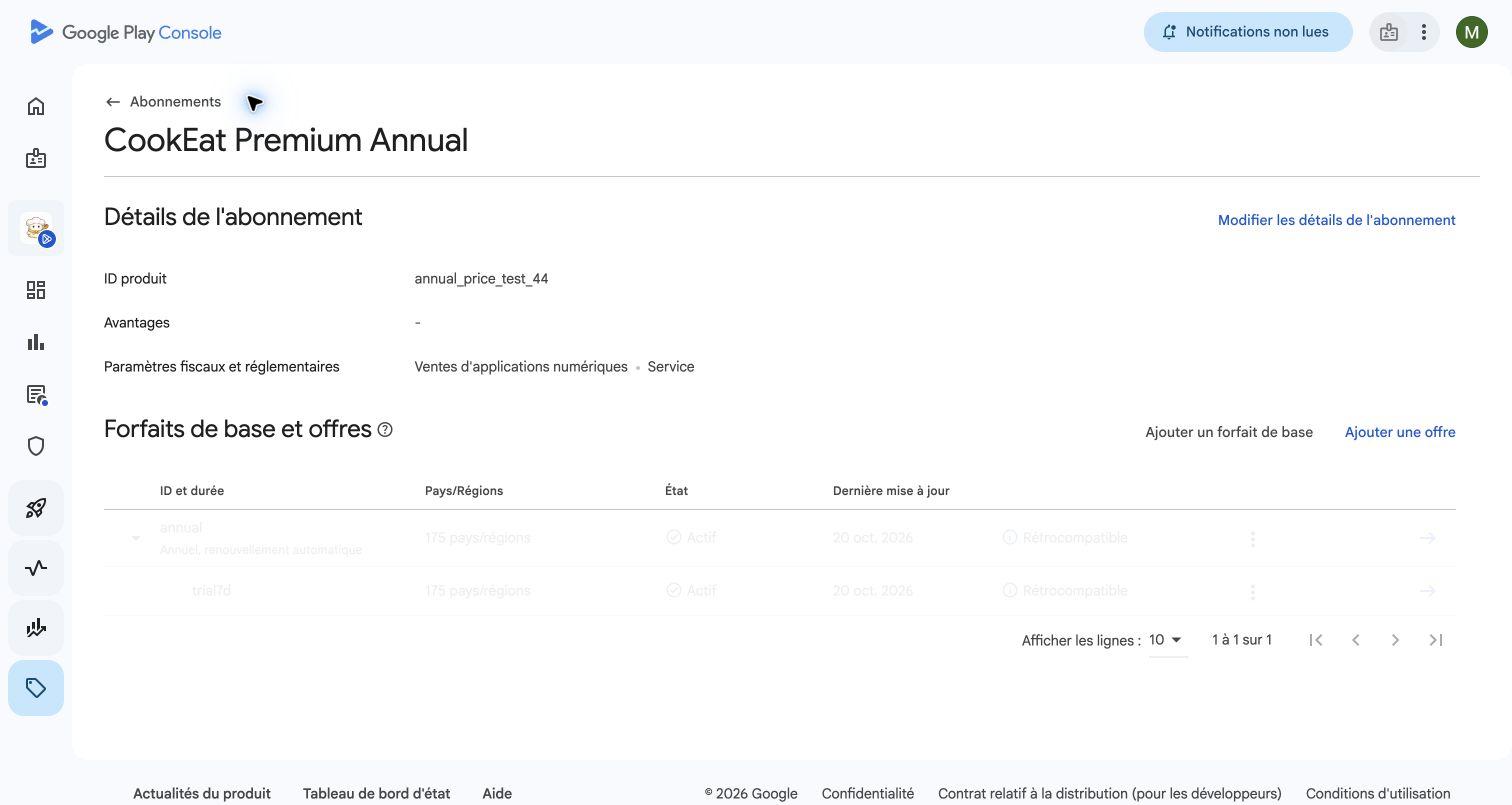 Google Play Console
Notifications non lues
M
Abonnements
CookEat Premium Annual
Détails de l'abonnement
Modifier les détails de l'abonnement
ID produit
annual_price_test_44
Avantages
-
Paramètres fiscaux et réglementaires
Ventes d'applications numériques • Service
Forfaits de base et offres
Ajouter un forfait de base
Ajouter une offre
ID et durée Pays/Régions État Dernière mise à jour
annual
Annuel, renouvellement automatique
175 pays/régions Actif 20 oct. 2026 Rétrocompatible
trial7d 175 pays/régions Actif 20 oct. 2026 Rétrocompatible
Afficher les lignes : 10 1 à 1 sur 1
Actualités du produit Tableau de bord d'état Aide © 2026 Google Confidentialité Contrat relatif à la distribution (pour les développeurs) Conditions d'utilisation